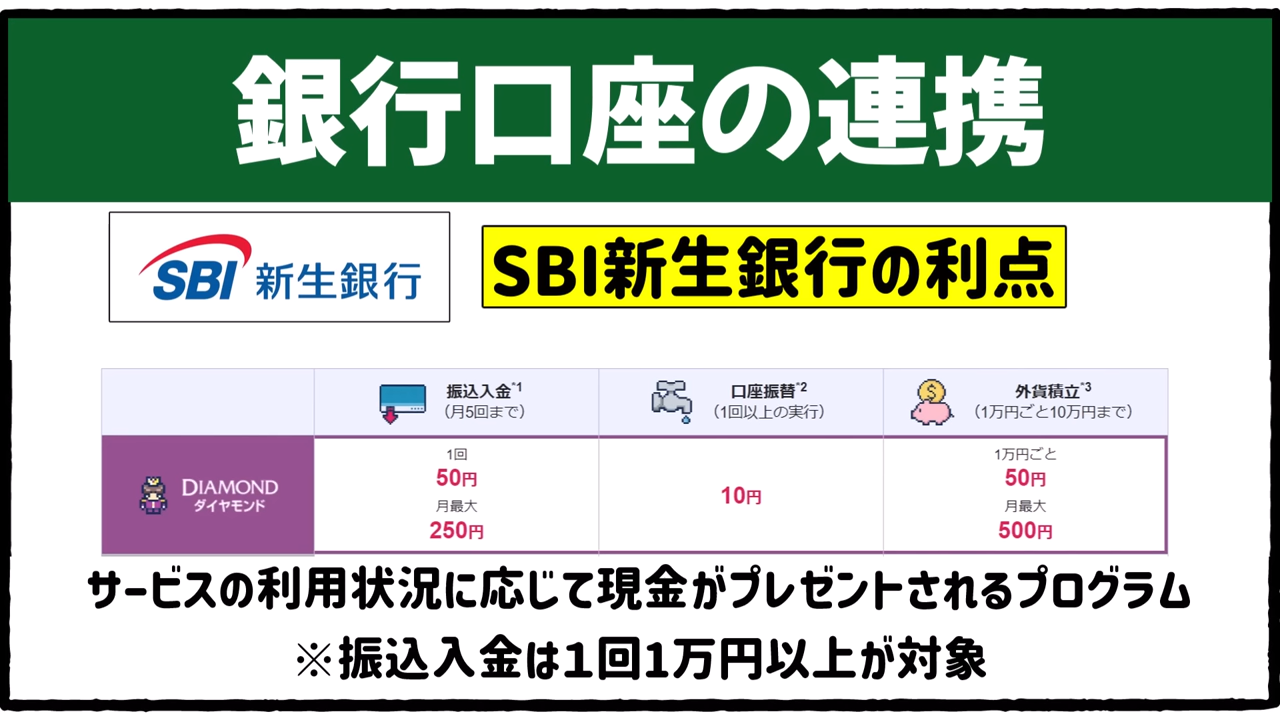 銀行口座の連携
SBI 新生銀行
SBI新生銀行の利点
振込入金*1
(月5回まで)
口座振替*2
(1回以上の実行)
外貨積立*3
(1万円ごと10万円まで)
DIAMOND
ダイヤモンド
1回
50円
月最大
250円
10円
1万円ごと
50円
月最大
500円
サービスの利用状況に応じて現金がプレゼントされるプログラム
※振込入金は1回1万円以上が対象